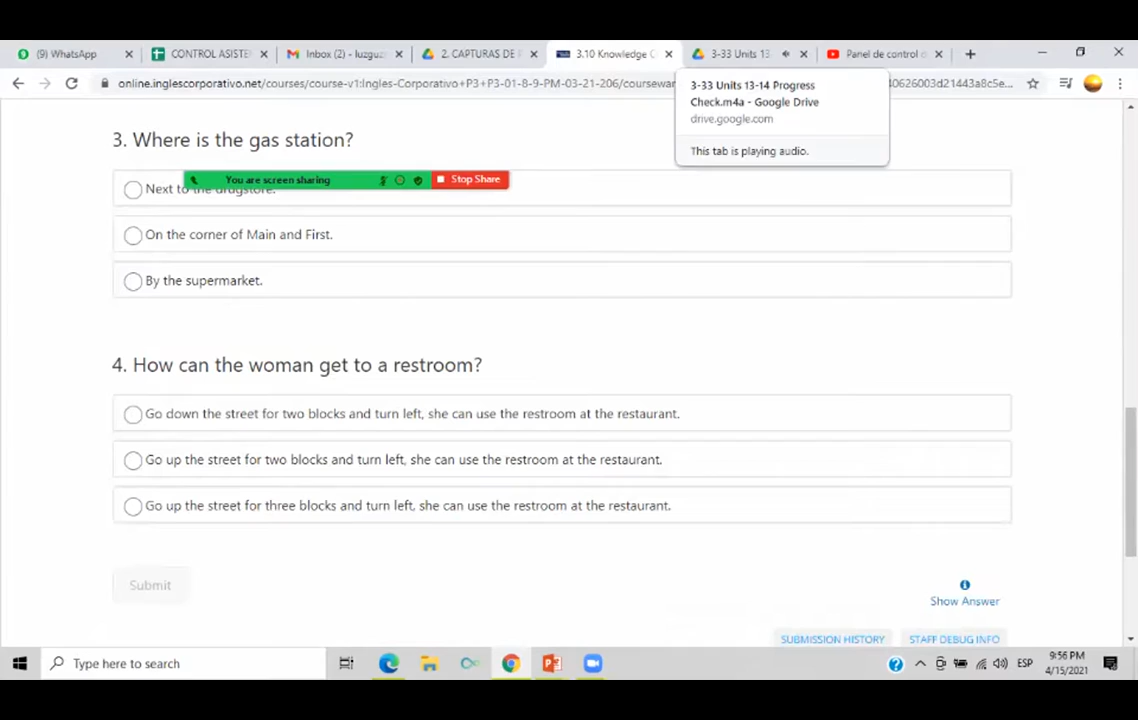 (9) WhatsApp
CONTROL ASISTE
Inbox (2) - luzguz
2. CAPTURAS DE
3.10 Knowledge
3-33 Units 13
Panel de control
online.inglescorporativo.net/courses/course-v1:Ingles-Corporativo+P3+P3-01-8-9-PM-03-21-206/coursewar
40626003d21443a8c5e...
3-33 Units 13-14 Progress
Check.m4a - Google Drive
drive.google.com
This tab is playing audio.
3. Where is the gas station?
You are screen sharing
Stop Share
Next to the drugstore.
On the corner of Main and First.
By the supermarket.
4. How can the woman get to a restroom?
Go down the street for two blocks and turn left, she can use the restroom at the restaurant.
Go up the street for two blocks and turn left, she can use the restroom at the restaurant.
Go up the street for three blocks and turn left, she can use the restroom at the restaurant.
Submit
Show Answer
SUBMISSION HISTORY
STAFF DEBUG INFO
Type here to search
ESP
9:56 PM
4/15/2021